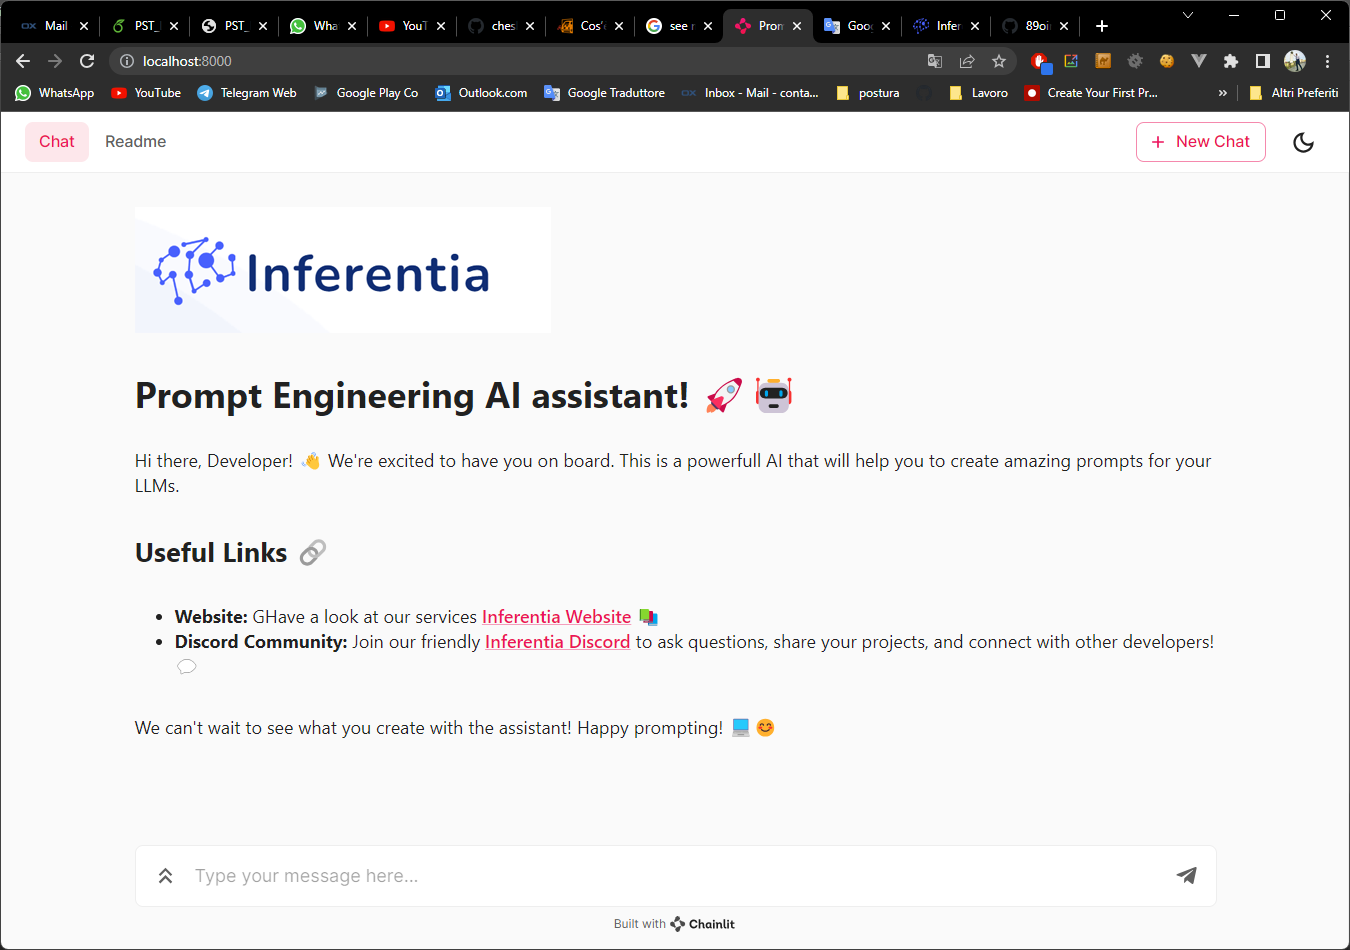 Mail
PST_
PST_
What
YouT
ches
Cos'
see r
Prom
Goog
Infer
89oi
localhost:8000
WhatsApp
YouTube
Telegram Web
Google Play Co
Outlook.com
Google Traduttore
Inbox - Mail - conta...
postura
Lavoro
Create Your First Pr...
»
Altri Preferiti
Chat
Readme
+ New Chat
Inferentia
Prompt Engineering AI assistant! 🚀 🤖
Hi there, Developer! 👋 We're excited to have you on board. This is a powerfull AI that will help you to create amazing prompts for your
LLMs.
Useful Links 🔗
• Website: GHave a look at our services Inferentia Website
• Discord Community: Join our friendly Inferentia Discord to ask questions, share your projects, and connect with other developers!
💬
We can't wait to see what you create with the assistant! Happy prompting! 💻 😊
Type your message here...
Built with Chainlit